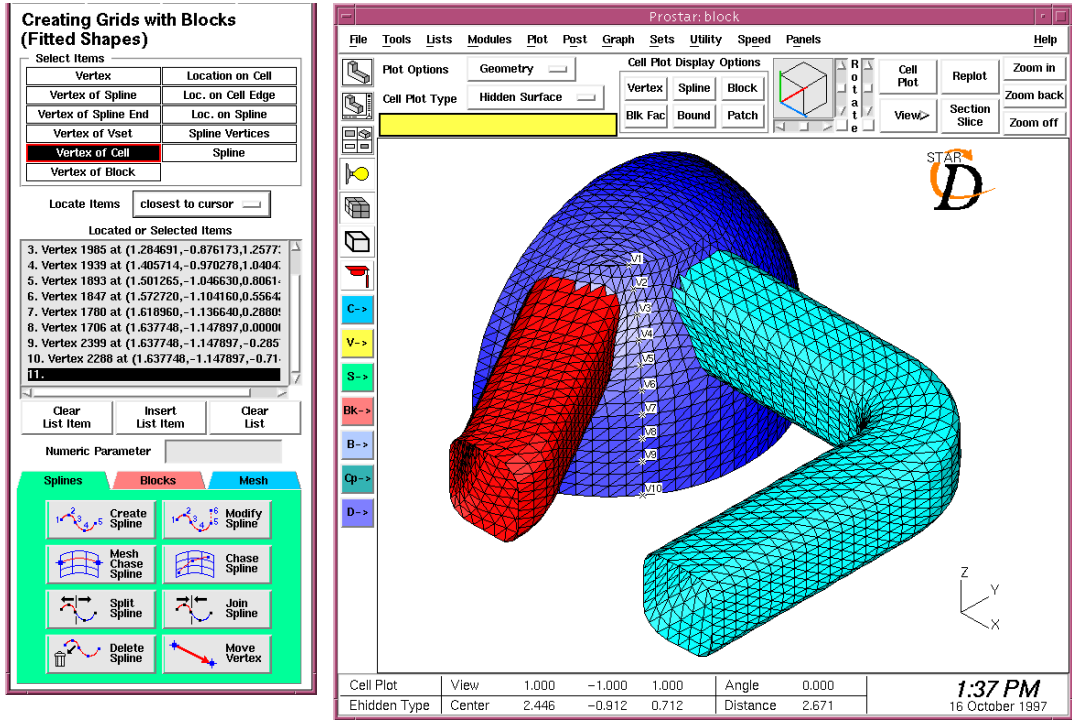 Creating Grids with Blocks
(Fitted Shapes)
Select Items
Vertex
Location on Cell
Vertex of Spline
Loc. on Cell Edge
Vertex of Spline End
Loc. on Spline
Vertex of Vset
Spline Vertices
Vertex of Cell
Spline
Vertex of Block
Locate Items
closest to cursor
Located or Selected Items
3. Vertex 1985 at (1.284691,-0.876173,1.2577
4. Vertex 1939 at (1.405714,-0.970278,1.0404
5. Vertex 1893 at (1.501265,-1.046630,0.8061
6. Vertex 1847 at (1.572720,-1.104160,0.5564
7. Vertex 1780 at (1.618960,-1.136640,0.2880
8. Vertex 1706 at (1.637748,-1.147897,0.0000
9. Vertex 2399 at (1.637748,-1.147897,-0.285
10. Vertex 2288 at (1.637748,-1.147897,-0.71
11.
Clear List Item
Insert List Item
Clear List
Numeric Parameter
Splines
Blocks
Mesh
1 2 3 4 5
Create Spline
1 2 3 4 5 6
Modify Spline
Mesh Chase Spline
Chase Spline
Split Spline
Join Spline
Delete Spline
Move Vertex
Prostar: block
File Tools Lists Modules Plot Post Graph Sets Utility Speed Panels Help
Plot Options
Geometry
Cell Plot Type
Hidden Surface
Cell Plot Display Options
Vertex
Spline
Block
Blk Fac
Bound
Patch
Rotate
Cell Plot
Replot
Zoom in
Zoom back
View
Section Slice
Zoom off
C->
V->
S->
Bk->
B->
Cp->
D->
STAR
D
V1
V2
V3
V4
V5
V6
V7
V8
V9
V10
Z
Y
X
Cell Plot
View 1.000 -1.000 1.000
Angle 0.000
Ehidden Type
Center 2.446 -0.912 0.712
Distance 2.671
1:37 PM
16 October 1997